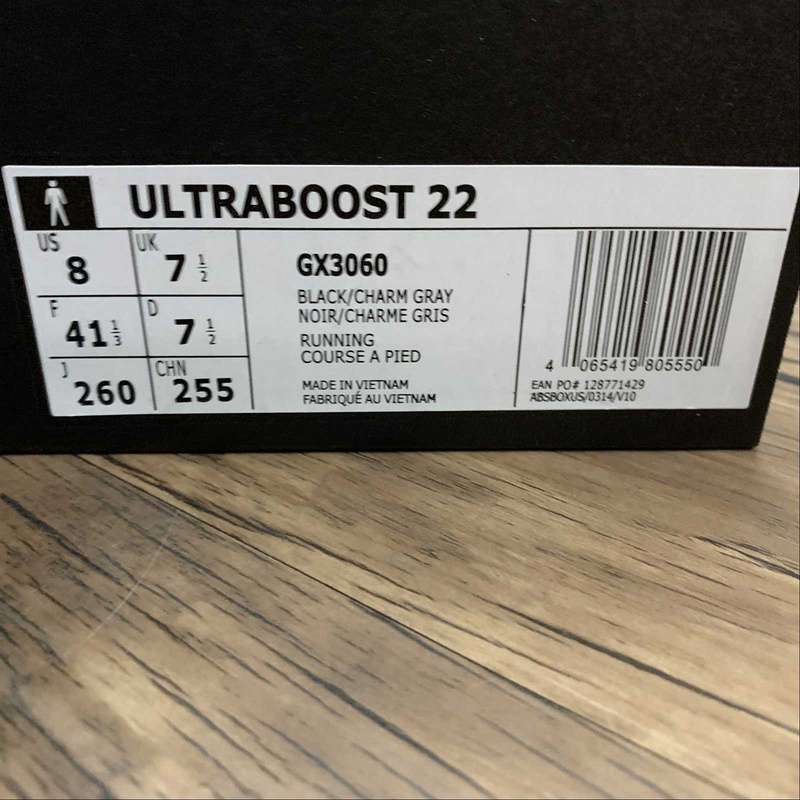 ULTRABOOST 22
US 8 UK 7 1/2
F 41 1/3 D 7 1/2
J 260 CHN 255
GX3060
BLACK/CHARM GRAY
NOIR/CHARME GRIS
RUNNING
COURSE A PIED
MADE IN VIETNAM
FABRIQUÉ AU VIETNAM
4 065419 805550
EAN PO# 128771429
ABSBOXUS/0314/V10